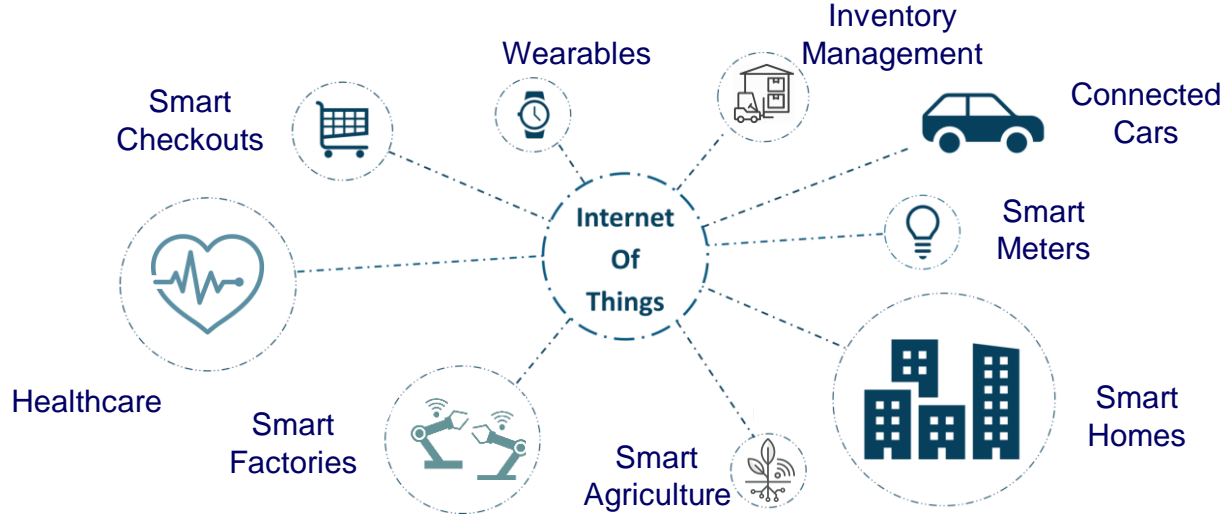 Wearables
Inventory
Management
Smart
Checkouts
Connected
Cars
Internet
Of
Things
Smart
Meters
Healthcare
Smart
Factories
Smart
Agriculture
Smart
Homes